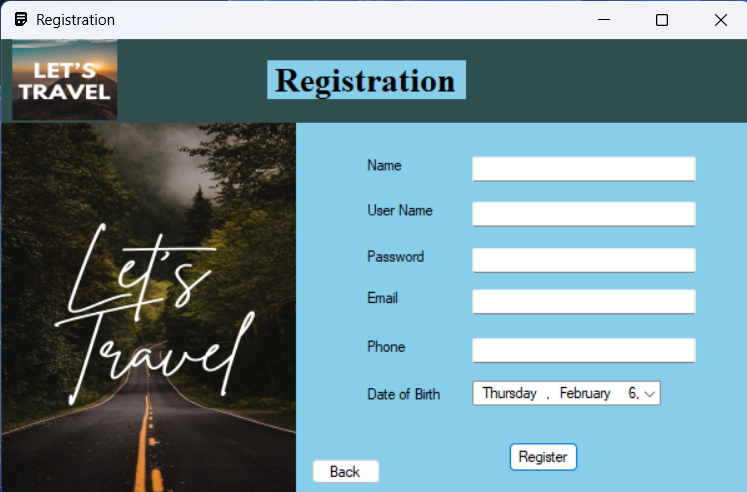 Registration
LET'S
TRAVEL
Registration
Let's
Travel
Name
User Name
Password
Email
Phone
Date of Birth
Thursday , February 6,
Register
Back